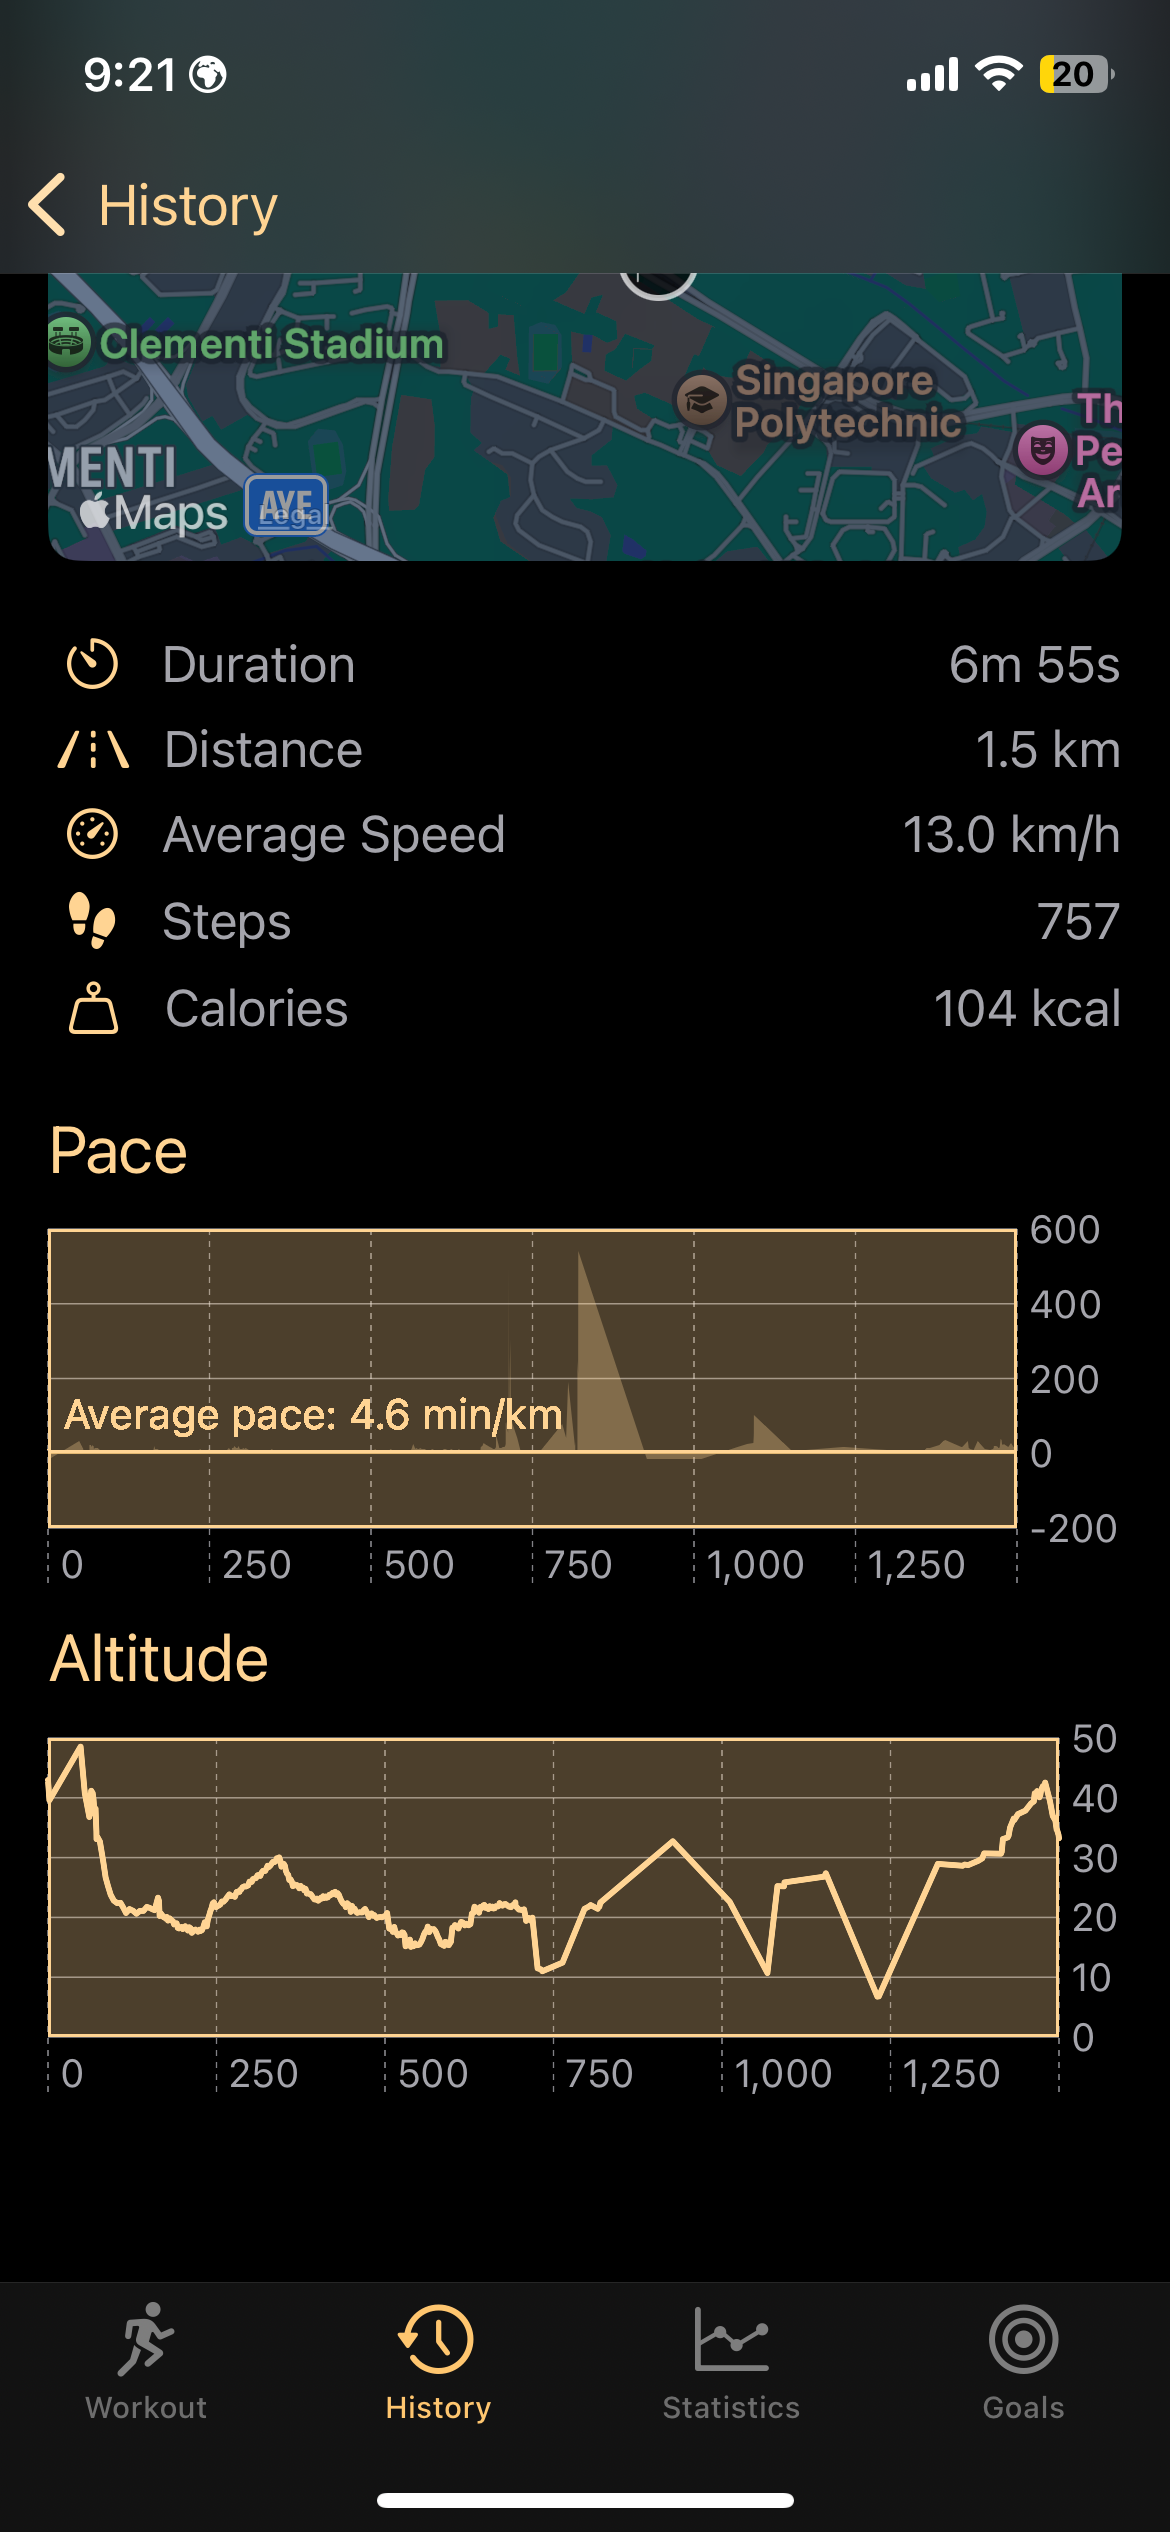 9:21
20
History
Clementi Stadium
Singapore
Polytechnic
Th
Pe
Ar
MENTI
Maps
AYE
Legal
Duration 6m 55s
Distance 1.5 km
Average Speed 13.0 km/h
Steps 757
Calories 104 kcal
Pace
600
400
200
Average pace: 4.6 min/km
0
-200
0 250 500 750 1,000 1,250
Altitude
50
40
30
20
10
0
0 250 500 750 1,000 1,250
Workout History Statistics Goals